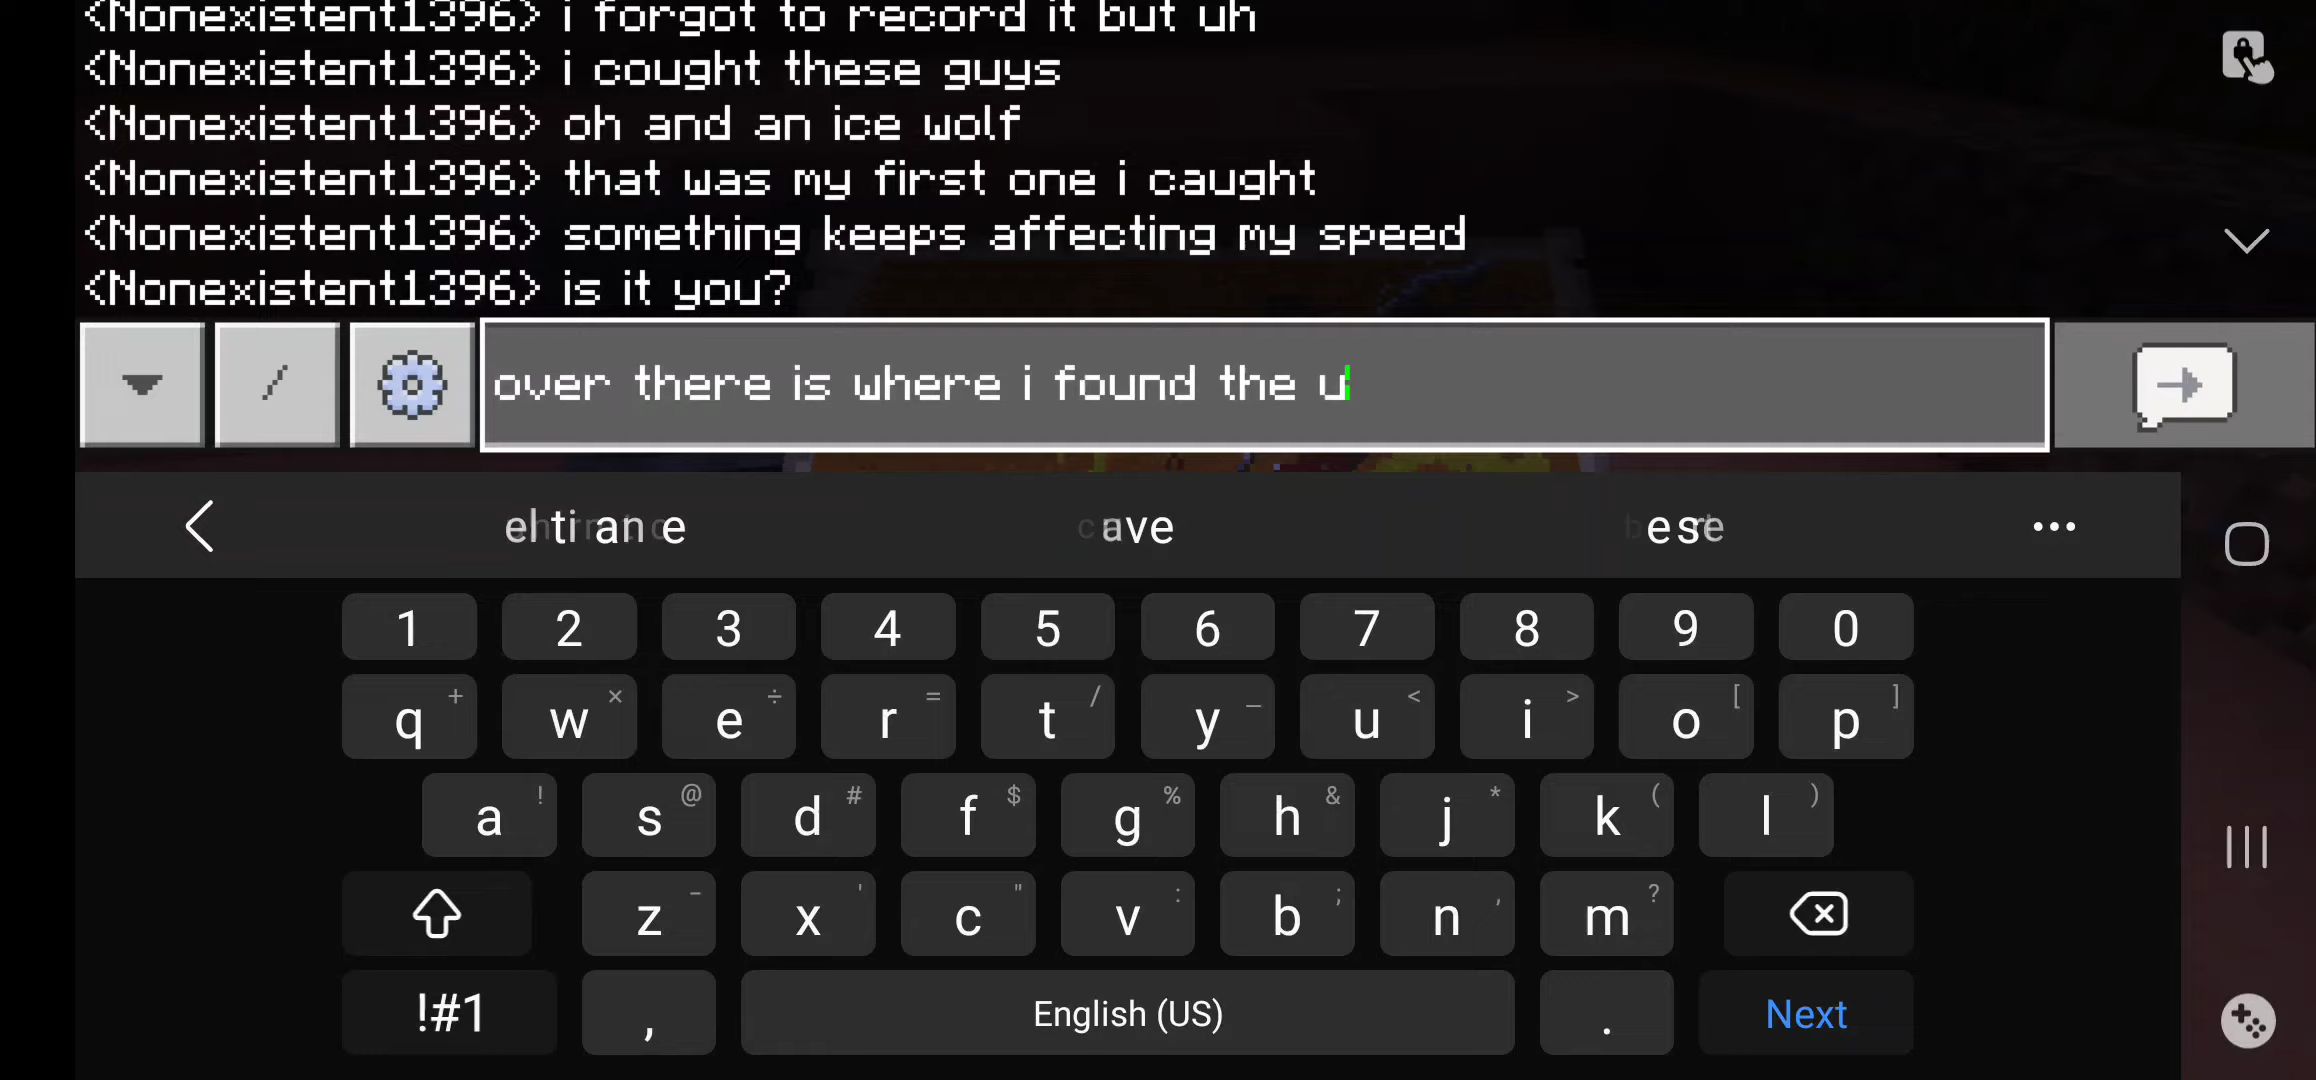 <Nonexistent1396> i forgot to record it but uh
<Nonexistent1396> i cought these guys
<Nonexistent1396> oh and an ice wolf
<Nonexistent1396> that was my first one i caught
<Nonexistent1396> something keeps affecting my speed
<Nonexistent1396> is it you?
/ over there is where i found the u
1 2 3 4 5 6 7 8 9 0
q + w × e ÷ r = t / y _ u < i > o [ p ]
a ! s @ d # f $ g % h & j * k ( l )
z - x ' c " v : b ; n , m ?
!#1 , English (US) . Next